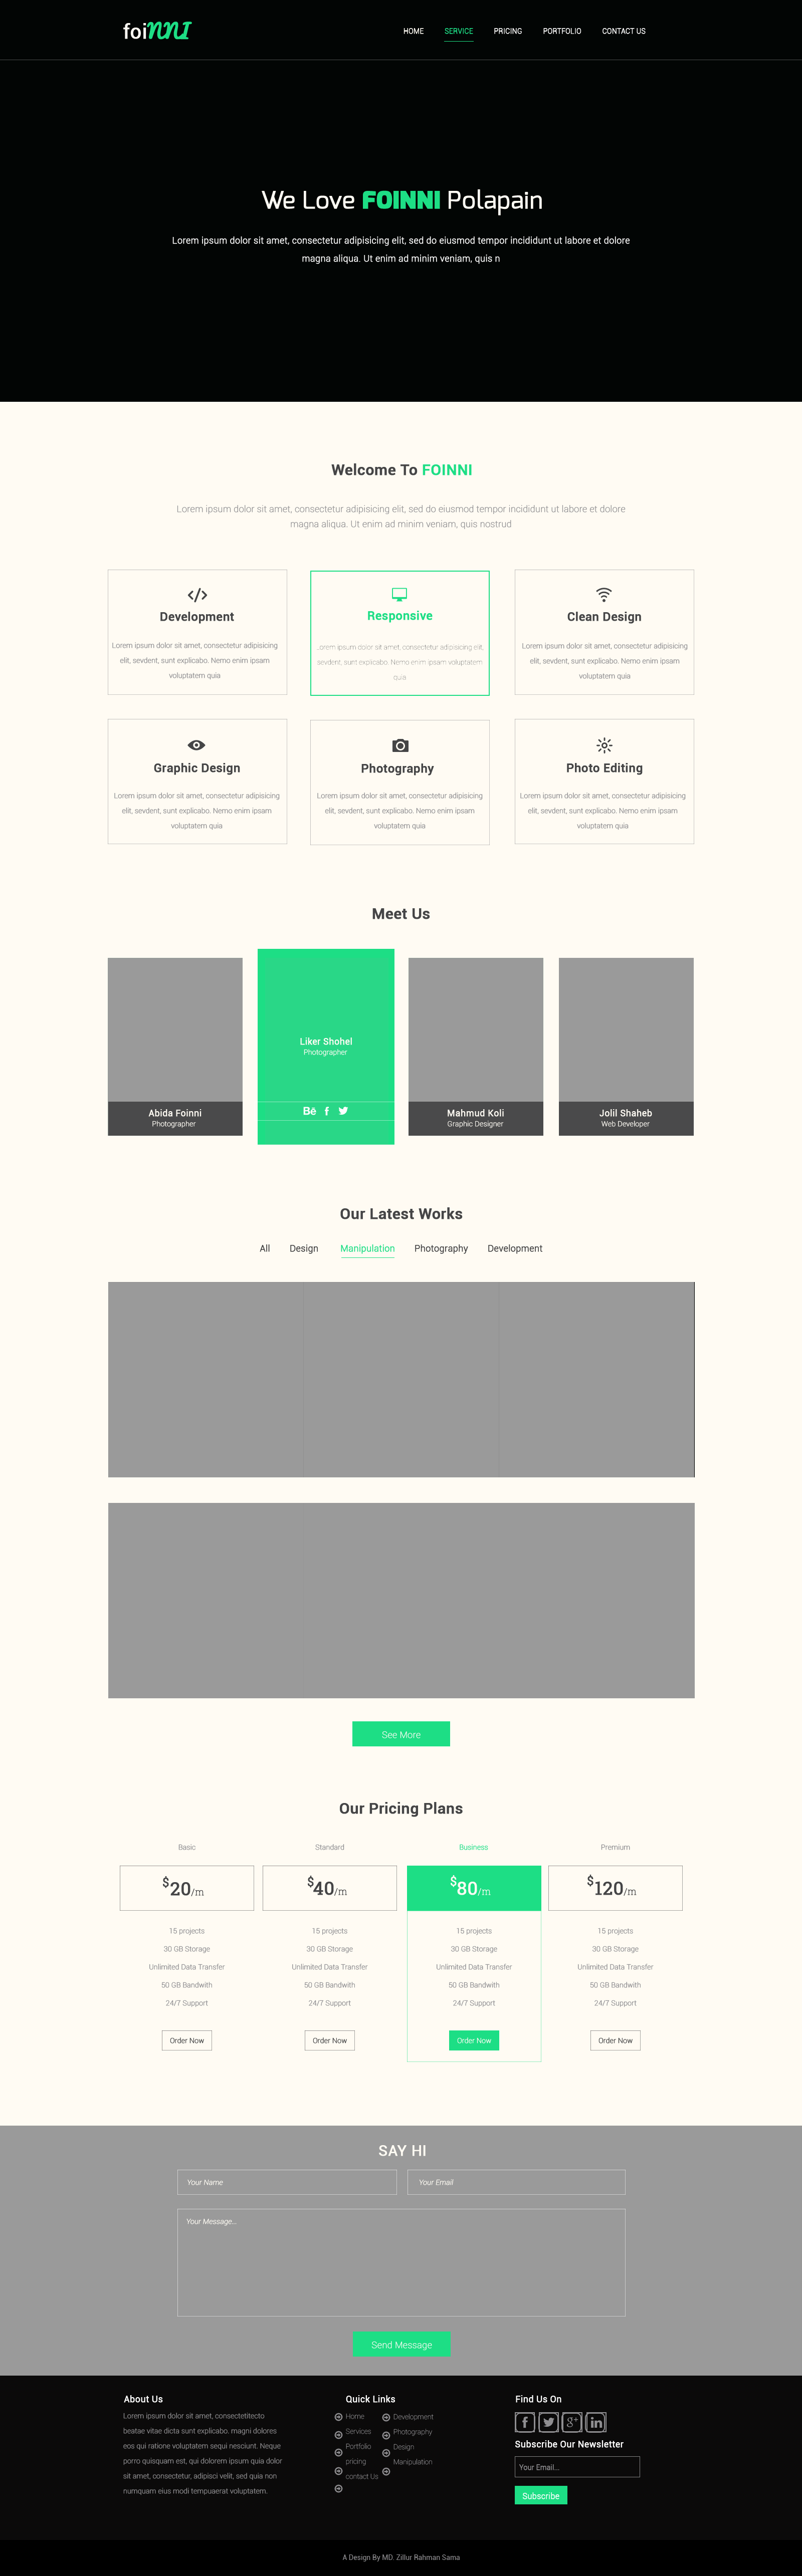 foiNNI
HOME SERVICE PRICING PORTFOLIO CONTACT US
We Love FOINNI Polapain
Lorem ipsum dolor sit amet, consectetur adipisicing elit, sed do eiusmod tempor incididunt ut labore et dolore
magna aliqua. Ut enim ad minim veniam, quis n
Welcome To FOINNI
Lorem ipsum dolor sit amet, consectetur adipisicing elit, sed do eiusmod tempor incididunt ut labore et dolore
magna aliqua. Ut enim ad minim veniam, quis nostrud
Development
Lorem ipsum dolor sit amet, consectetur adipisicing
elit, sevdent, sunt explicabo. Nemo enim ipsam
voluptatem quia
Responsive
Lorem ipsum dolor sit amet, consectetur adipisicing elit,
sevdent, sunt explicabo. Nemo enim ipsam voluptatem
quia
Clean Design
Lorem ipsum dolor sit amet, consectetur adipisicing
elit, sevdent, sunt explicabo. Nemo enim ipsam
voluptatem quia
Graphic Design
Lorem ipsum dolor sit amet, consectetur adipisicing
elit, sevdent, sunt explicabo. Nemo enim ipsam
voluptatem quia
Photography
Lorem ipsum dolor sit amet, consectetur adipisicing
elit, sevdent, sunt explicabo. Nemo enim ipsam
voluptatem quia
Photo Editing
Lorem ipsum dolor sit amet, consectetur adipisicing
elit, sevdent, sunt explicabo. Nemo enim ipsam
voluptatem quia
Meet Us
Abida Foinni
Photographer
Liker Shohel
Photographer
Bē f
Mahmud Koli
Graphic Designer
Jolil Shaheb
Web Developer
Our Latest Works
All Design Manipulation Photography Development
See More
Our Pricing Plans
Basic
$20/m
15 projects
30 GB Storage
Unlimited Data Transfer
50 GB Bandwith
24/7 Support
Order Now
Standard
$40/m
15 projects
30 GB Storage
Unlimited Data Transfer
50 GB Bandwith
24/7 Support
Order Now
Business
$80/m
15 projects
30 GB Storage
Unlimited Data Transfer
50 GB Bandwith
24/7 Support
Order Now
Premium
$120/m
15 projects
30 GB Storage
Unlimited Data Transfer
50 GB Bandwith
24/7 Support
Order Now
SAY HI
Your Name
Your Email
Your Message...
Send Message
About Us
Lorem ipsum dolor sit amet, consectetitecto
beatae vitae dicta sunt explicabo. magni dolores
eos qui ratione voluptatem sequi nesciunt. Neque
porro quisquam est, qui dolorem ipsum quia dolor
sit amet, consectetur, adipisci velit, sed quia non
numquam eius modi tempuaerat voluptatem.
Quick Links
Home
Services
Portfolio
pricing
contact Us
Development
Photography
Design
Manipulation
Find Us On
f g+ in
Subscribe Our Newsletter
Your Email...
Subscribe
A Design By MD. Zillur Rahman Sama